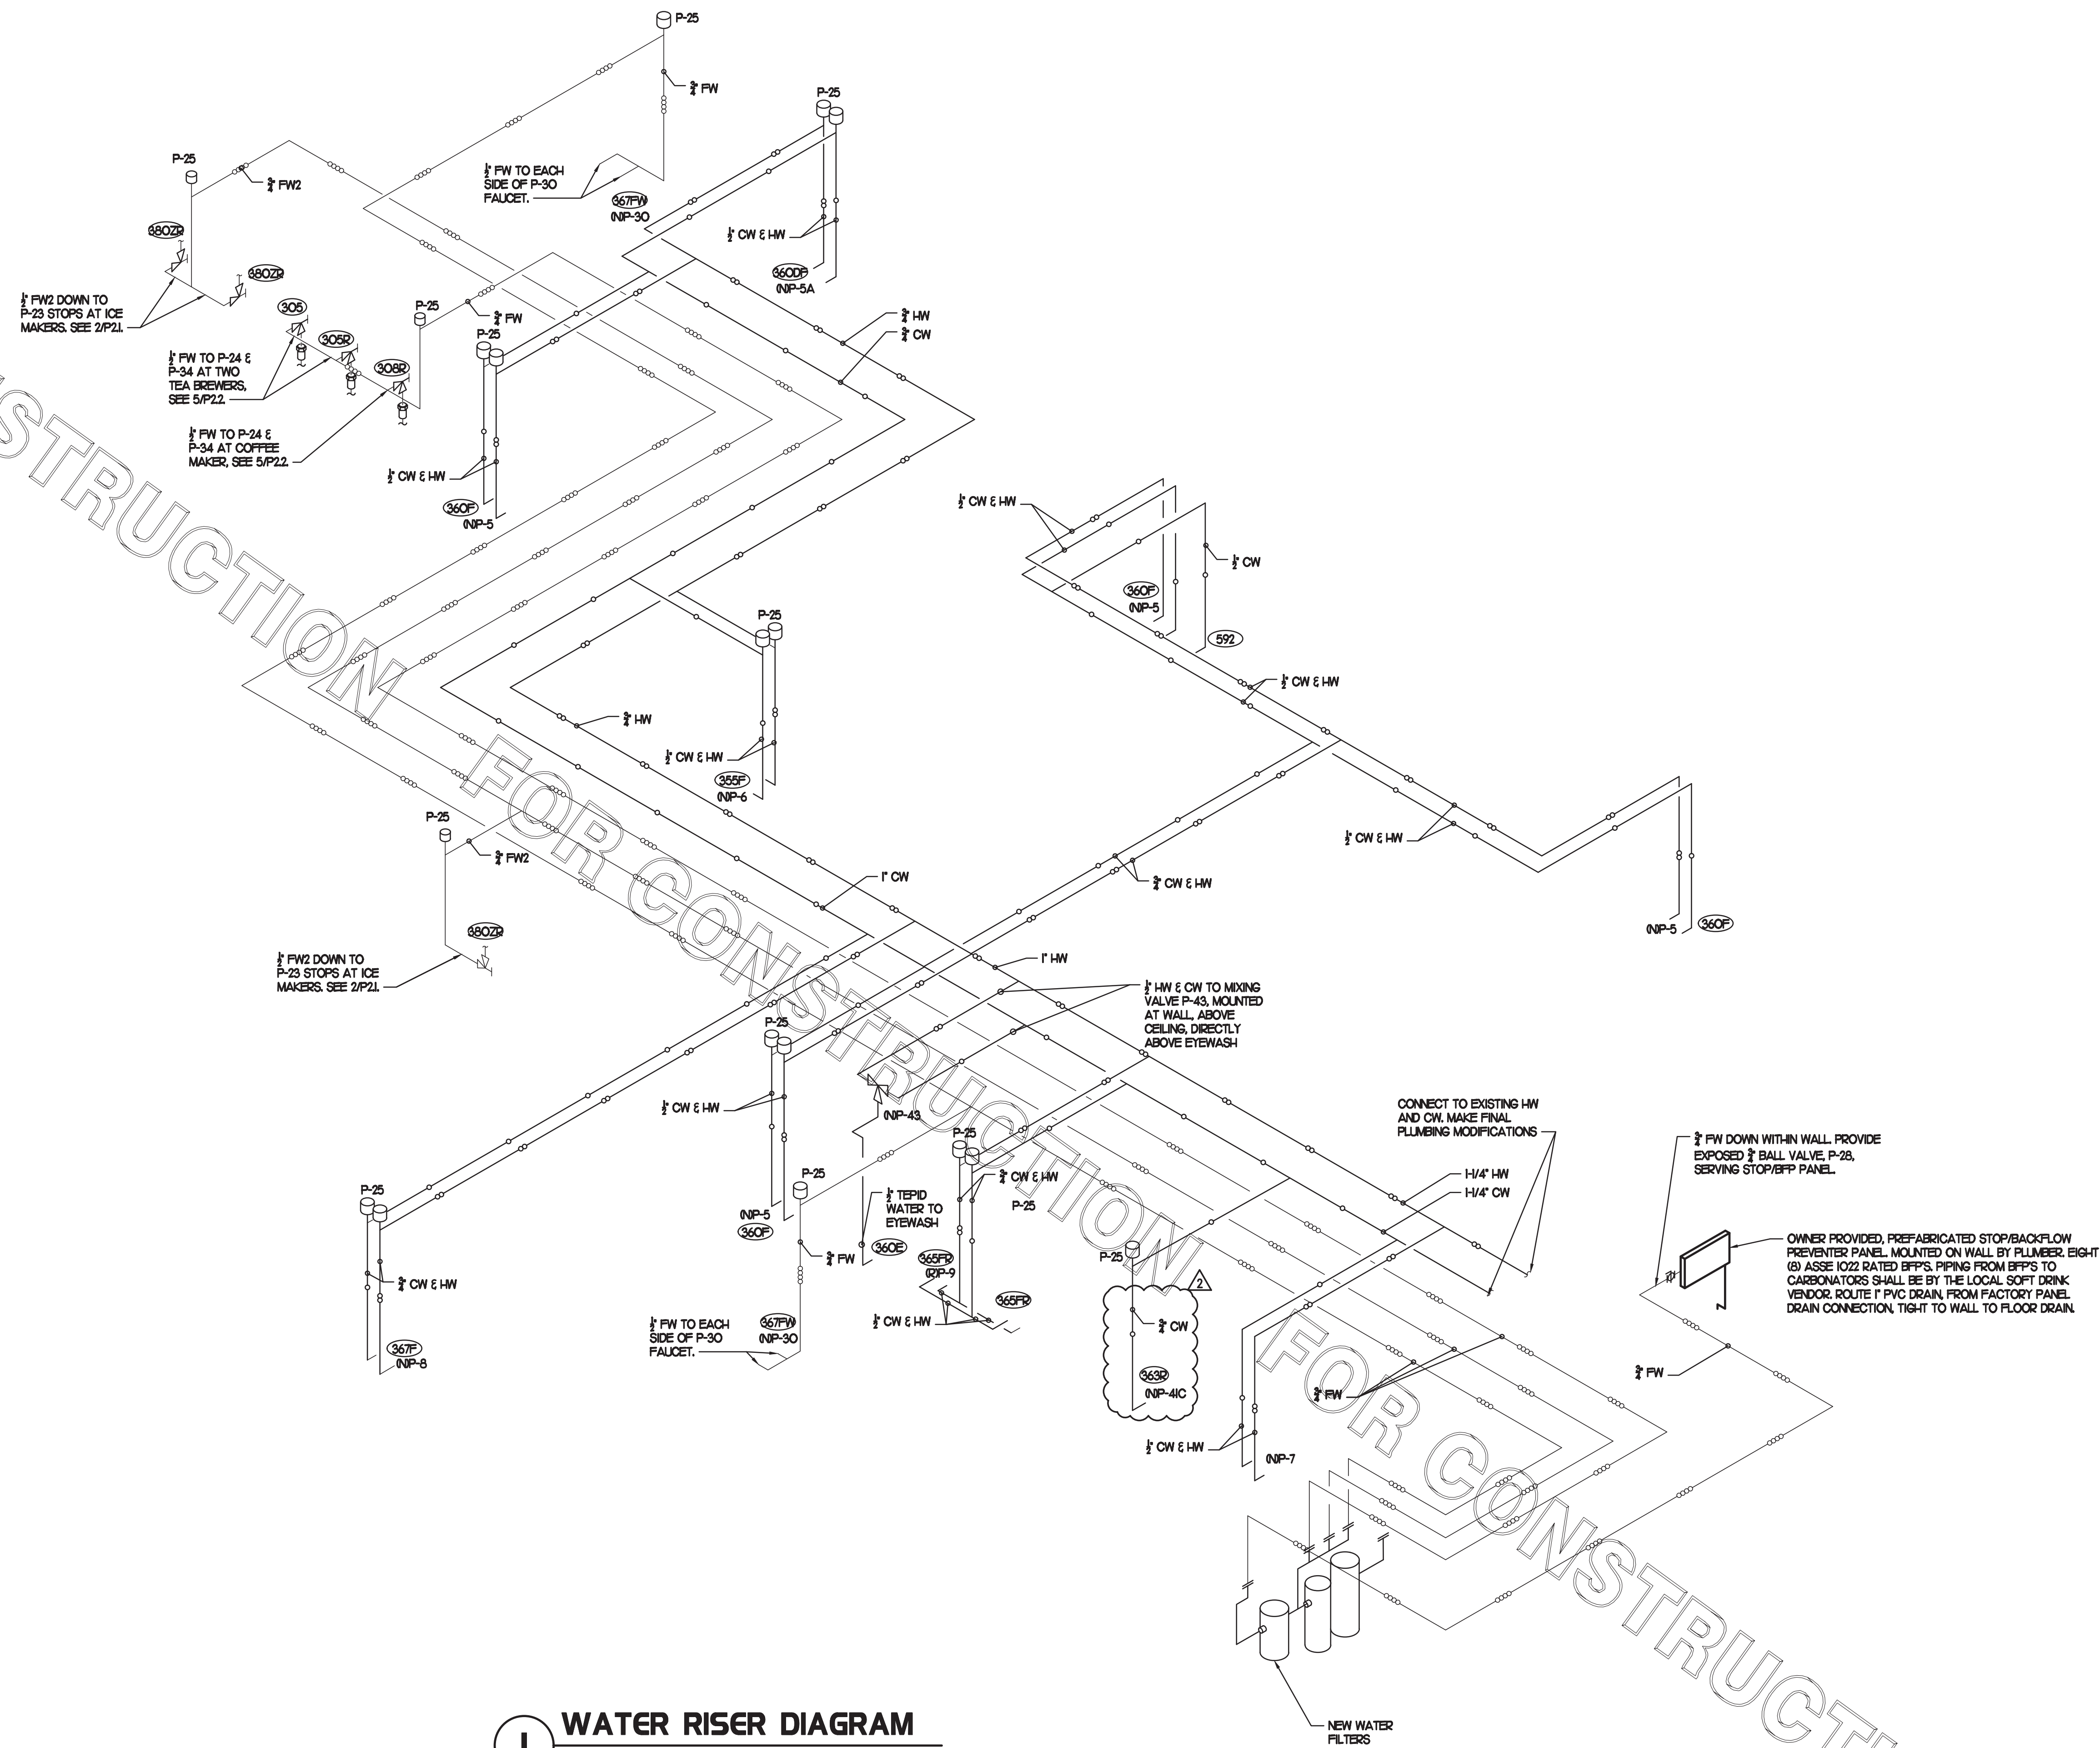 P-25
¾" FW
P-25
P-25
¾" FW2
½" FW TO EACH
SIDE OF P-30
FAUCET.
367FW
(N)P-30
½" CW & HW
360DF
(N)P-5A
380ZR
380ZR
½" FW2 DOWN TO
P-23 STOPS AT ICE
MAKERS. SEE 2/P2.1.
305
305R
308R
P-25
¾" FW
P-25
¾" HW
¾" CW
½" FW TO P-24 &
P-34 AT TWO
TEA BREWERS,
SEE 5/P2.2.
½" FW TO P-24 &
P-34 AT COFFEE
MAKER, SEE 5/P2.2.
½" CW & HW
360F
(N)P-5
½" CW & HW
½" CW
360F
(N)P-5
592
NSTRUCTION
P-25
½" CW & HW
¾" HW
½" CW & HW
355F
(N)P-6
½" CW & HW
P-25
¾" FW2
¾" CW & HW
1" CW
(N)P-5
360F
380ZR
½" FW2 DOWN TO
P-23 STOPS AT ICE
MAKERS. SEE 2/P2.1.
1" HW
½" HW & CW TO MIXING
VALVE P-43, MOUNTED
AT WALL, ABOVE
CEILING, DIRECTLY
ABOVE EYEWASH
FOR CONSTRUCTION
P-25
½" CW & HW
(N)P-43
CONNECT TO EXISTING HW
AND CW. MAKE FINAL
PLUMBING MODIFICATIONS
¾" FW DOWN WITHIN WALL. PROVIDE
EXPOSED ¾" BALL VALVE, P-28,
SERVING STOP/BFP PANEL.
P-25
¾" CW & HW
P-25
1-1/4" HW
1-1/4" CW
P-25
P-25
½" TEPID
WATER TO
EYEWASH
(N)P-5
360F
360E
¾" FW
365FR
(R)P-9
365FR
½" CW & HW
P-25
2
¾" CW
363R
(N)P-41C
OWNER PROVIDED, PREFABRICATED STOP/BACKFLOW
PREVENTER PANEL. MOUNTED ON WALL BY PLUMBER. EIGHT
(8) ASSE 1022 RATED BFP'S. PIPING FROM BFP'S TO
CARBONATORS SHALL BE BY THE LOCAL SOFT DRINK
VENDOR. ROUTE 1" PVC DRAIN, FROM FACTORY PANEL
DRAIN CONNECTION, TIGHT TO WALL TO FLOOR DRAIN.
¾" CW & HW
367F
(N)P-8
½" FW TO EACH
SIDE OF P-30
FAUCET.
367FW
(N)P-30
¾" FW
¾" FW
½" CW & HW
(N)P-7
FOR CONSTRUCTI
NEW WATER
FILTERS
1
WATER RISER DIAGRAM